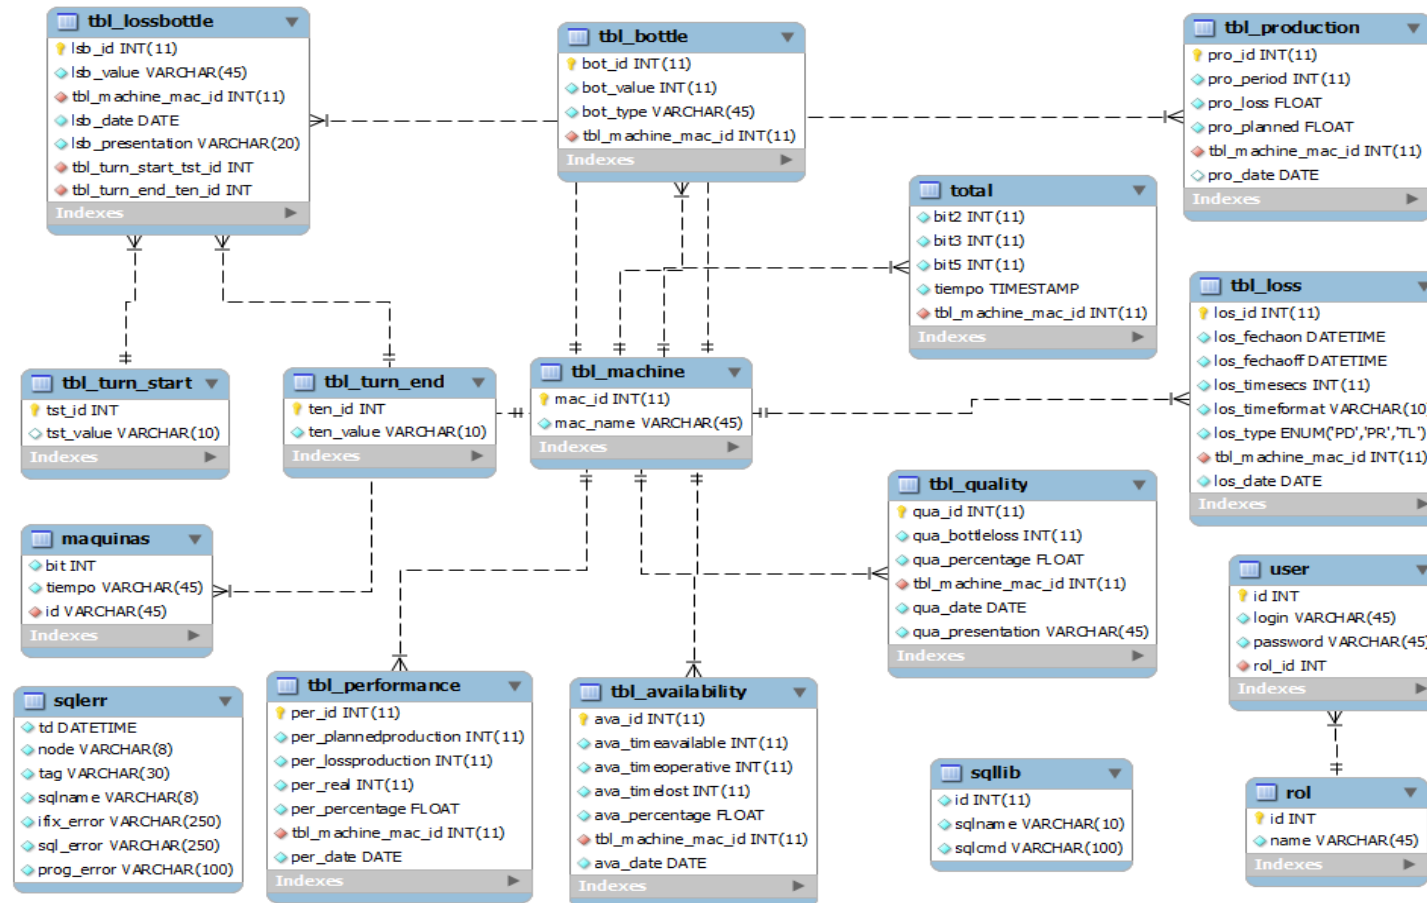 tbl_lossbottle
lsb_id INT(11)
lsb_value VARCHAR(45)
tbl_machine_mac_id INT(11)
lsb_date DATE
lsb_presentation VARCHAR(20)
tbl_turn_start_tst_id INT
tbl_turn_end_ten_id INT
Indexes
tbl_bottle
bot_id INT(11)
bot_value INT(11)
bot_type VARCHAR(45)
tbl_machine_mac_id INT(11)
Indexes
tbl_production
pro_id INT(11)
pro_period INT(11)
pro_loss FLOAT
pro_planned FLOAT
tbl_machine_mac_id INT(11)
pro_date DATE
Indexes
total
bit2 INT(11)
bit3 INT(11)
bit5 INT(11)
tiempo TIMESTAMP
tbl_machine_mac_id INT(11)
Indexes
tbl_loss
los_id INT(11)
los_fechaon DATETIME
los_fechaoff DATETIME
los_timesecs INT(11)
los_timeformat VARCHAR(10
los_type ENUM('PD','PR','TL')
tbl_machine_mac_id INT(11)
los_date DATE
Indexes
tbl_turn_start
tst_id INT
tst_value VARCHAR(10)
Indexes
tbl_turn_end
ten_id INT
ten_value VARCHAR(10)
Indexes
tbl_machine
mac_id INT(11)
mac_name VARCHAR(45)
Indexes
tbl_quality
qua_id INT(11)
qua_bottleloss INT(11)
qua_percentage FLOAT
tbl_machine_mac_id INT(11)
qua_date DATE
qua_presentation VARCHAR(45)
Indexes
maquinas
bit INT
tiempo VARCHAR(45)
id VARCHAR(45)
Indexes
user
id INT
login VARCHAR(45)
password VARCHAR(45)
rol_id INT
Indexes
sqlerr
td DATETIME
node VARCHAR(8)
tag VARCHAR(30)
sqlname VARCHAR(8)
ifix_error VARCHAR(250)
sql_error VARCHAR(250)
prog_error VARCHAR(100)
tbl_performance
per_id INT(11)
per_plannedproduction INT(11)
per_lossproduction INT(11)
per_real INT(11)
per_percentage FLOAT
tbl_machine_mac_id INT(11)
per_date DATE
Indexes
tbl_availability
ava_id INT(11)
ava_timeavailable INT(11)
ava_timeoperative INT(11)
ava_timelost INT(11)
ava_percentage FLOAT
tbl_machine_mac_id INT(11)
ava_date DATE
Indexes
sqllib
id INT(11)
sqlname VARCHAR(10)
sqlcmd VARCHAR(100)
rol
id INT
name VARCHAR(45)
Indexes